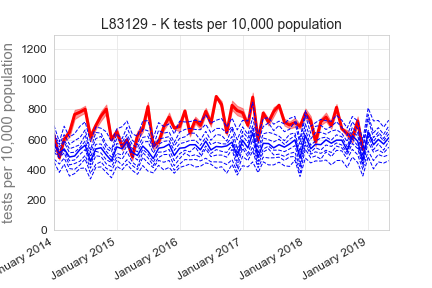 L83129 - K tests per 10,000 population
tests per 10,000 population
1200
1000
800
600
400
200
0
nuary 2014
January 2015
January 2016
January 2017
January 2018
January 2019